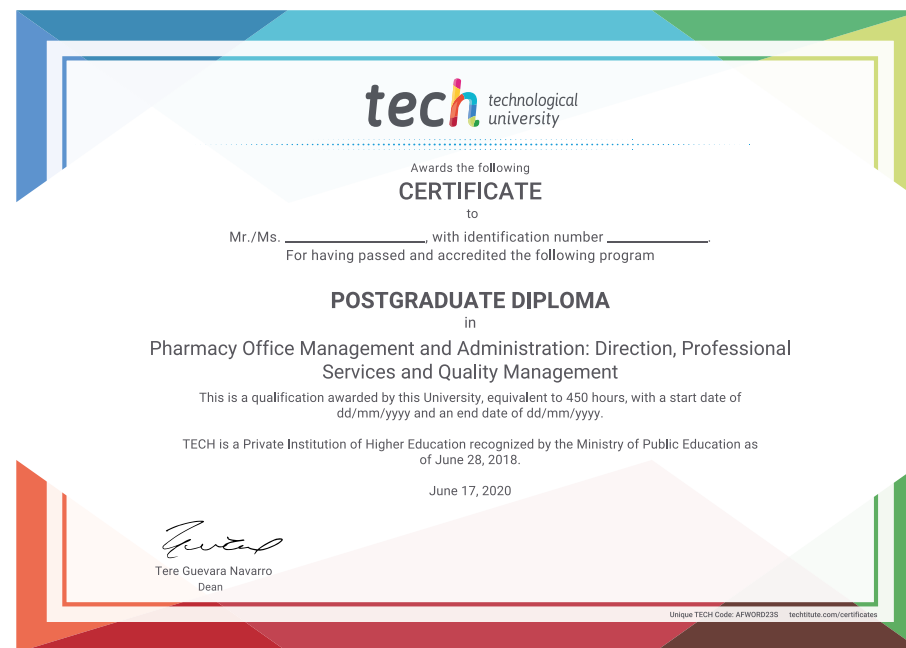 tech technological
university
Awards the following
CERTIFICATE
to
Mr./Ms. ____________________, with identification number ______________.
For having passed and accredited the following program
POSTGRADUATE DIPLOMA
in
Pharmacy Office Management and Administration: Direction, Professional
Services and Quality Management
This is a qualification awarded by this University, equivalent to 450 hours, with a start date of
dd/mm/yyyy and an end date of dd/mm/yyyy.
TECH is a Private Institution of Higher Education recognized by the Ministry of Public Education as
of June 28, 2018.
June 17, 2020
Tere Guevara Navarro
Dean
Unique TECH Code: AFWORD23S techtitute.com/certificates